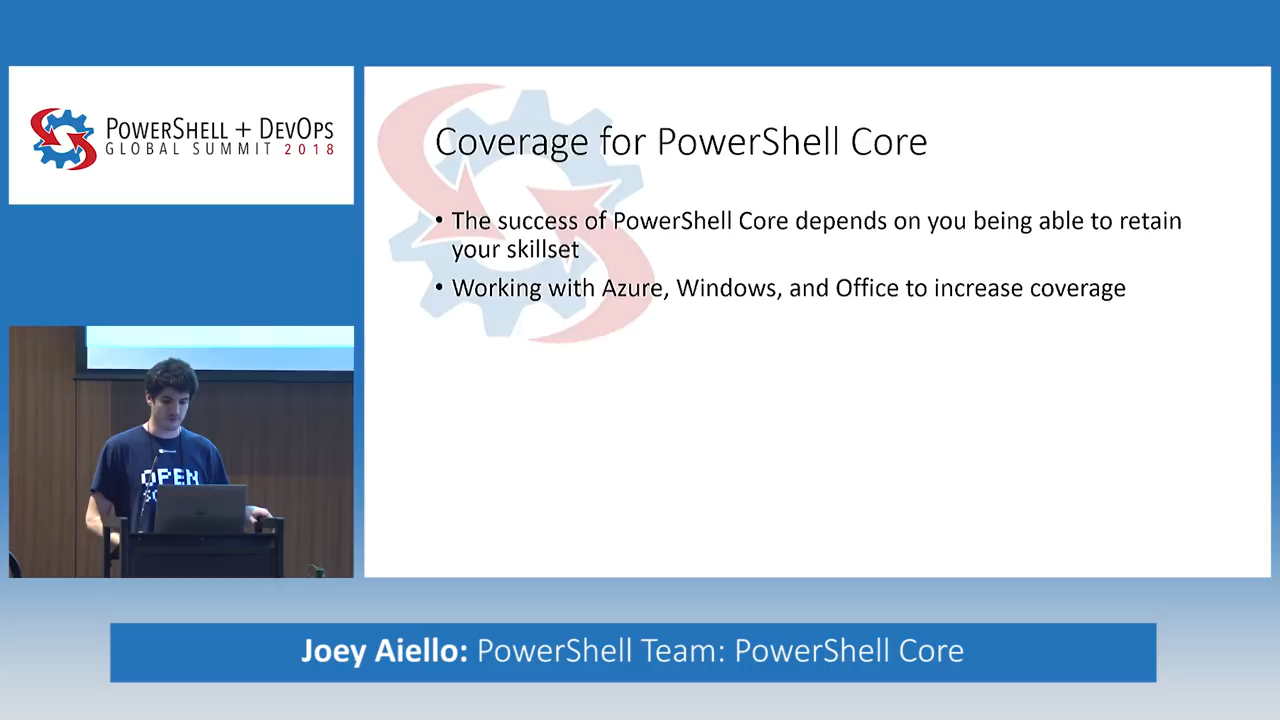 POWERSHELL + DEVOPS
GLOBAL SUMMIT 2018
Coverage for PowerShell Core
• The success of PowerShell Core depends on you being able to retain
your skillset
• Working with Azure, Windows, and Office to increase coverage
OPEN
Joey Aiello: PowerShell Team: PowerShell Core